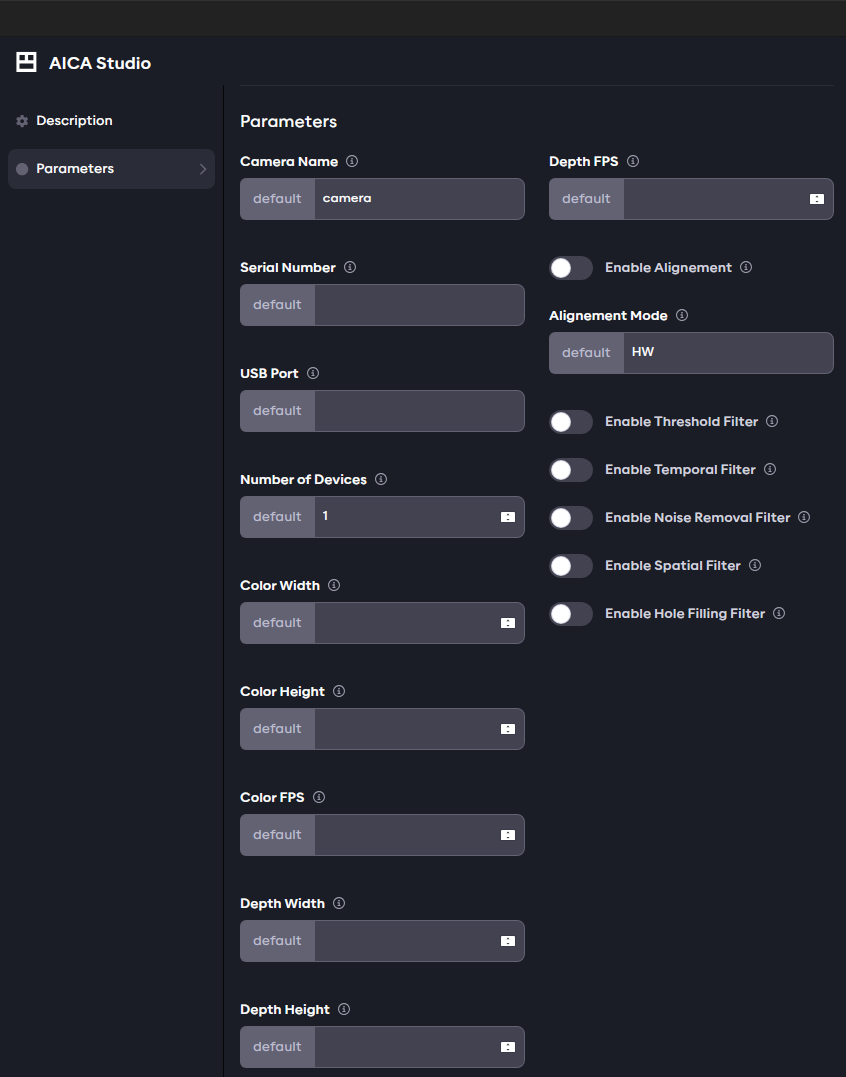 AICA Studio
Description
Parameters
Parameters
Camera Name
default camera
Serial Number
default
USB Port
default
Number of Devices
default 1
Color Width
default
Color Height
default
Color FPS
default
Depth Width
default
Depth Height
default
Depth FPS
default
Enable Alignement
Alignement Mode
default HW
Enable Threshold Filter
Enable Temporal Filter
Enable Noise Removal Filter
Enable Spatial Filter
Enable Hole Filling Filter